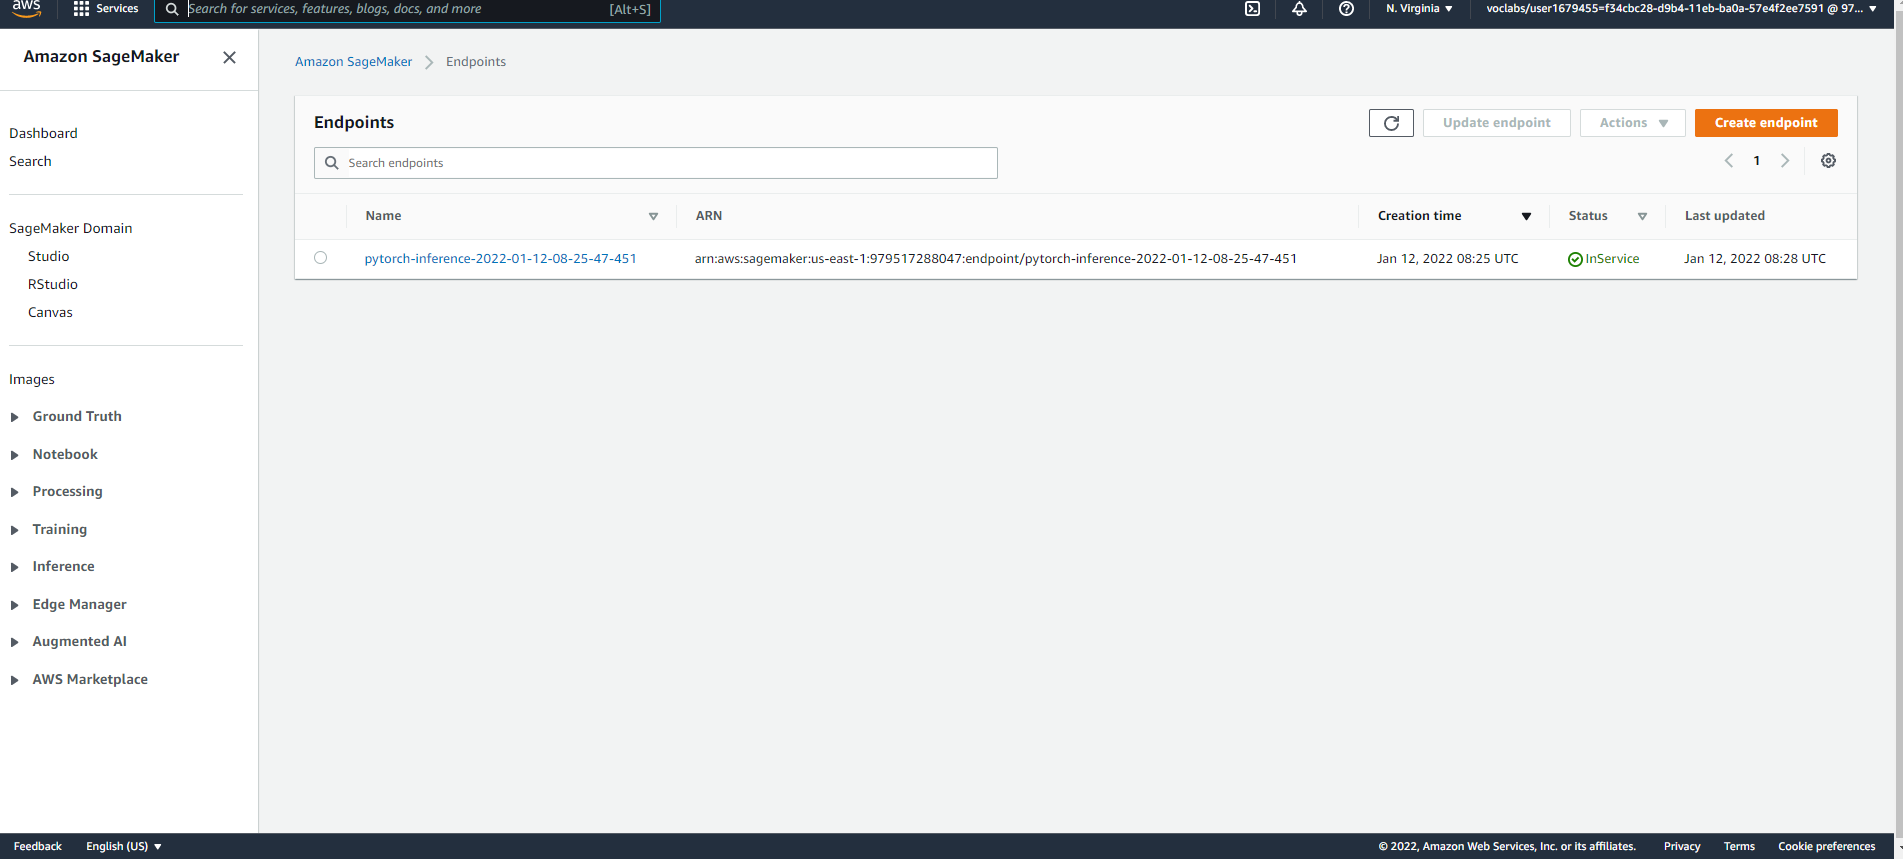 aws Services Search for services, features, blogs, docs, and more [Alt+S] N. Virginia voclabs/user1679455=f34cbc28-d9b4-11eb-ba0a-57e4f2ee7591 @ 97...
Amazon SageMaker
Dashboard
Search
SageMaker Domain
Studio
RStudio
Canvas
Images
Ground Truth
Notebook
Processing
Training
Inference
Edge Manager
Augmented AI
AWS Marketplace
Amazon SageMaker Endpoints
Endpoints Update endpoint Actions Create endpoint
Search endpoints 1
Name ARN Creation time Status Last updated
pytorch-inference-2022-01-12-08-25-47-451 arn:aws:sagemaker:us-east-1:979517288047:endpoint/pytorch-inference-2022-01-12-08-25-47-451 Jan 12, 2022 08:25 UTC InService Jan 12, 2022 08:28 UTC
Feedback English (US) © 2022, Amazon Web Services, Inc. or its affiliates. Privacy Terms Cookie preferences